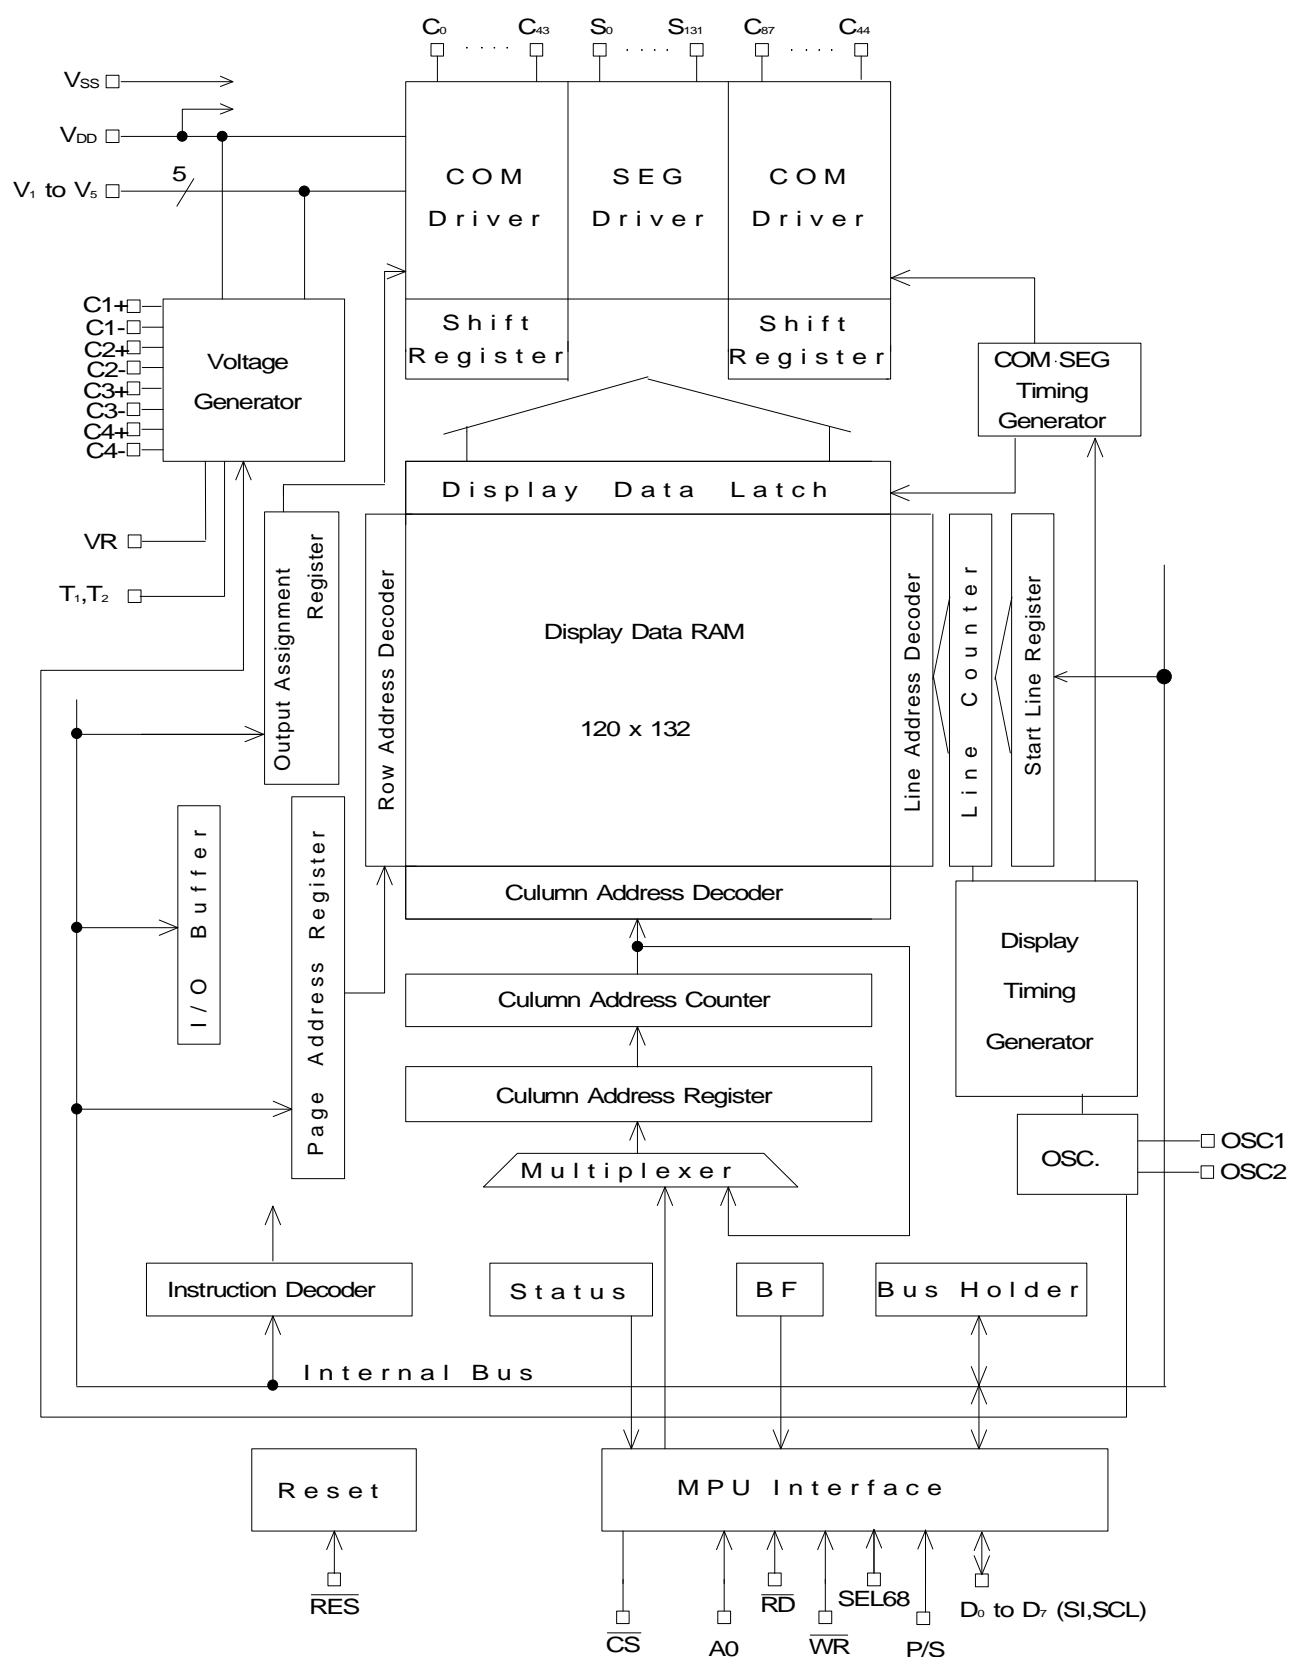 C₀ ···· C₄₃ S₀ ····· S₁₃₁ C₈₇ ···· C₄₄
VSS
VDD
V₁ to V₅
5
COM
Driver
SEG
Driver
COM
Driver
Shift
Register
Shift
Register
C1+
C1-
C2+
C2-
C3+
C3-
C4+
C4-
Voltage
Generator
COM·SEG
Timing
Generator
VR
T₁,T₂
Output Assignment
Register
Display Data Latch
Row Address Decoder
Display Data RAM
120 x 132
Line Address Decoder
Line Counter
Start Line Register
I/O Buffer
Page Address Register
Culumn Address Decoder
Culumn Address Counter
Culumn Address Register
Multiplexer
Display
Timing
Generator
OSC.
OSC1
OSC2
Instruction Decoder
Status
BF
Bus Holder
Internal Bus
Reset
MPU Interface
R̅E̅S̅
C̅S̅
A0
R̅D̅
W̅R̅
SEL68
P/S
D₀ to D₇ (SI,SCL)